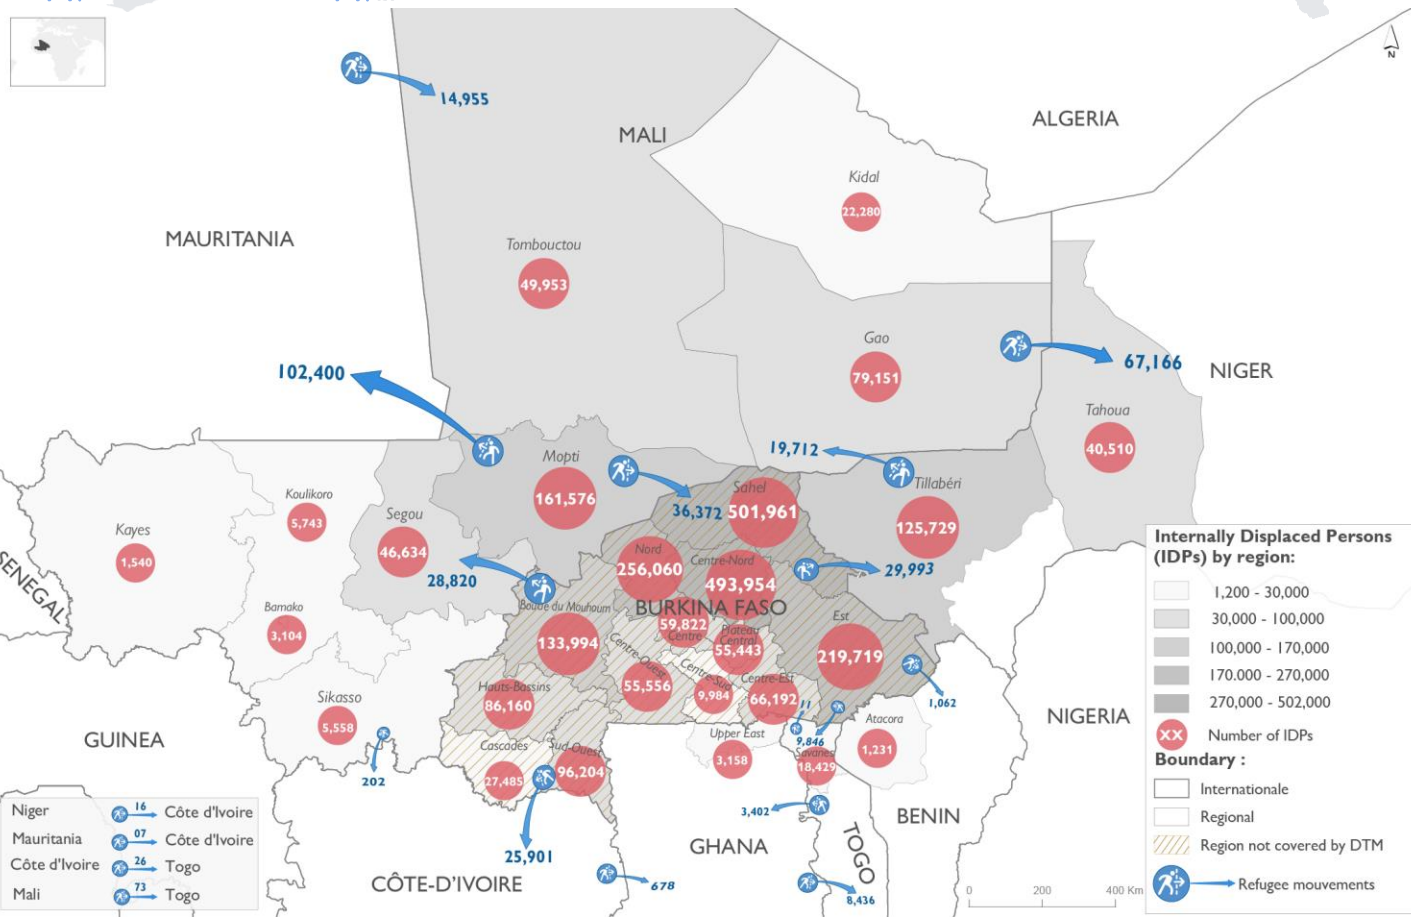 N
14,955
MALI
ALGERIA
Kidal
22,280
MAURITANIA
Tombouctou
49,953
Gao
79,151
67,166
NIGER
102,400
Tahoua
40,510
19,712
Mopti
161,576
36,372
Sahel
501,961
Tillabéri
125,729
Koulikoro
5,743
Kayes
1,540
Segou
46,634
28,820
SENEGAL
Nord
256,060
Centre-Nord
493,954
29,993
Bamako
3,104
Boucle du Mouhoum
133,994
BURKINA FASO
59,822
Centre
Plateau
Central
55,443
Est
219,719
1,062
Centre-Ouest
55,556
Centre-Sud
9,984
Centre-Est
66,192
Hauts-Bassins
86,160
Sikasso
5,558
202
GUINEA
Cascades
27,485
Sud-Ouest
96,204
25,901
Upper East
3,158
11
9,846
Savanes
18,429
Atacora
1,231
NIGERIA
BENIN
3,402
TOGO
GHANA
CÔTE-D'IVOIRE
678
8,436
Niger 16 Côte d'Ivoire
Mauritania 07 Côte d'Ivoire
Côte d'Ivoire 26 Togo
Mali 73 Togo
0 200 400 Km
Internally Displaced Persons
(IDPs) by region:
1,200 - 30,000
30,000 - 100,000
100,000 - 170,000
170.000 - 270,000
270,000 - 502,000
XX Number of IDPs
Boundary :
Internationale
Regional
Region not covered by DTM
Refugee mouvements